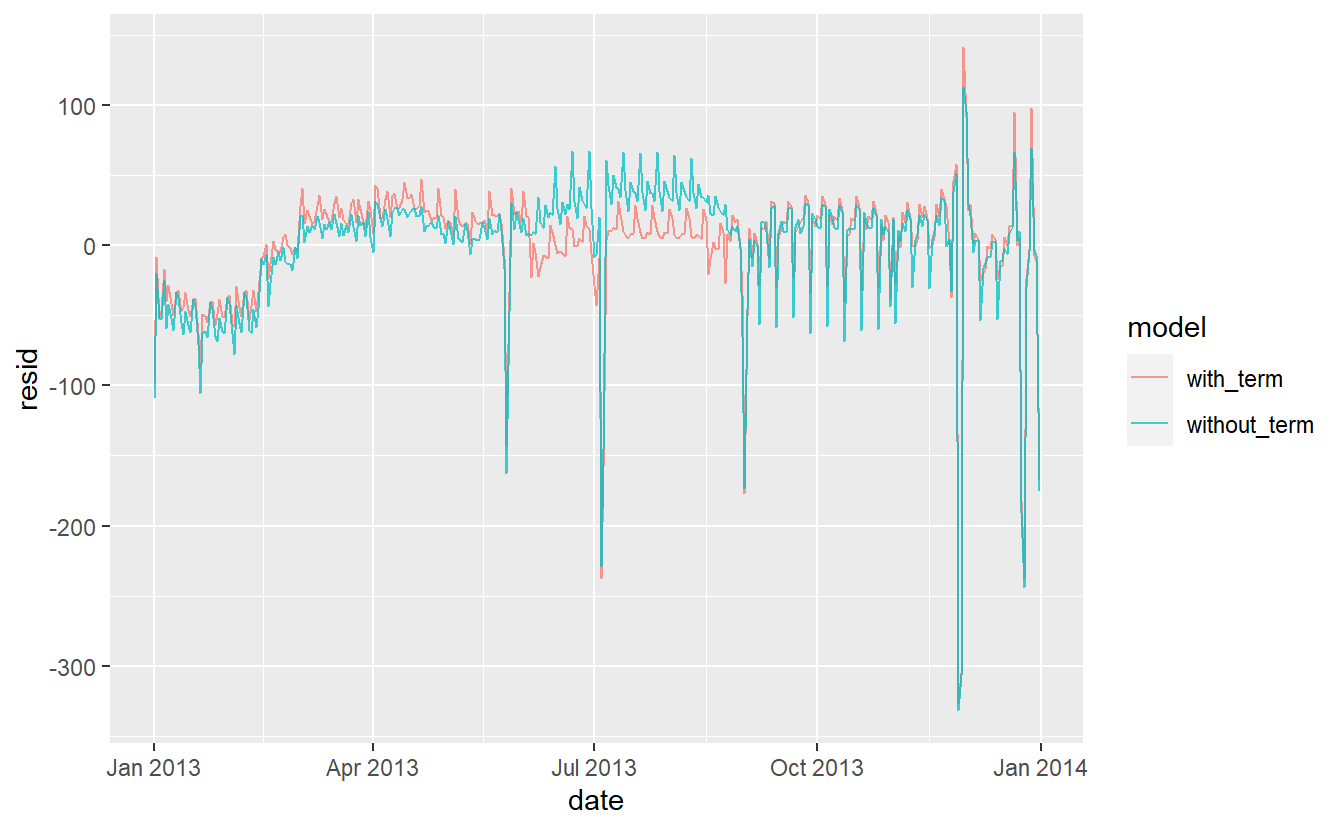 100
0
-100
-200
-300
resid
Jan 2013
Apr 2013
Jul 2013
Oct 2013
Jan 2014
date
model
with_term
without_term